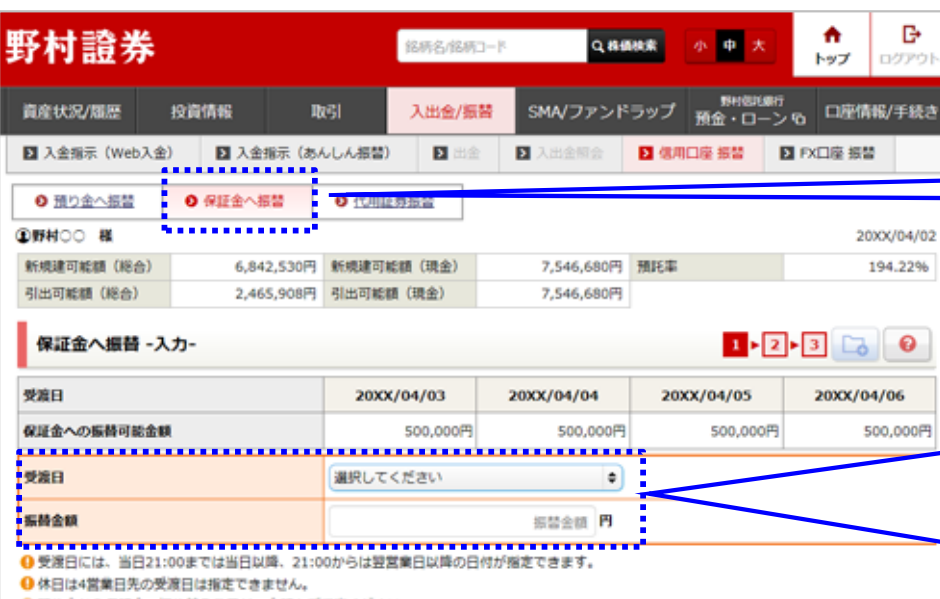 野村證券 銘柄名/銘柄コード 株価検索 小 中 大 トップ ログアウト
資産状況/履歴 投資情報 取引 入出金/振替 SMA/ファンドラップ 野村信託銀行 預金・ローン 口座情報/手続き
入金指示（Web入金） 入金指示（あんしん振替） 出金 入出金照会 信用口座 振替 FX口座 振替
預り金へ振替 保証金へ振替 代用証券振替
野村○○ 様 20XX/04/02
新規建可能額（総合） 6,842,530円 新規建可能額（現金） 7,546,680円 預託率 194.22%
引出可能額（総合） 2,465,908円 引出可能額（現金） 7,546,680円
保証金へ振替 -入力- 1 2 3
受渡日 20XX/04/03 20XX/04/04 20XX/04/05 20XX/04/06
保証金への振替可能金額 500,000円 500,000円 500,000円 500,000円
受渡日 選択してください
振替金額 振替金額 円
受渡日には、当日21:00までは当日以降、21:00からは翌営業日以降の日付が指定できます。
休日は4営業日先の受渡日は指定できません。